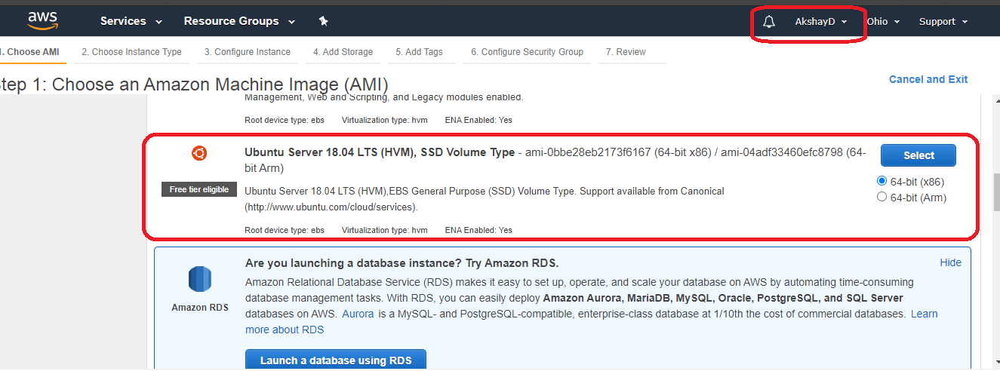 aws Services Resource Groups AkshayD Ohio Support
1. Choose AMI 2. Choose Instance Type 3. Configure Instance 4. Add Storage 5. Add Tags 6. Configure Security Group 7. Review
tep 1: Choose an Amazon Machine Image (AMI) Cancel and Exit
Management, Web and Scripting, and Legacy modules enabled.
Root device type: ebs Virtualization type: hvm ENA Enabled: Yes
Ubuntu Server 18.04 LTS (HVM), SSD Volume Type - ami-0bbe28eb2173f6167 (64-bit x86) / ami-04adf33460efc8798 (64-
bit Arm)
Select
64-bit (x86)
64-bit (Arm)
Free tier eligible
Ubuntu Server 18.04 LTS (HVM),EBS General Purpose (SSD) Volume Type. Support available from Canonical
(http://www.ubuntu.com/cloud/services).
Root device type: ebs Virtualization type: hvm ENA Enabled: Yes
Are you launching a database instance? Try Amazon RDS. Hide
Amazon RDS
Amazon Relational Database Service (RDS) makes it easy to set up, operate, and scale your database on AWS by automating time-consuming
database management tasks. With RDS, you can easily deploy Amazon Aurora, MariaDB, MySQL, Oracle, PostgreSQL, and SQL Server
databases on AWS. Aurora is a MySQL- and PostgreSQL-compatible, enterprise-class database at 1/10th the cost of commercial databases. Learn
more about RDS
Launch a database using RDS